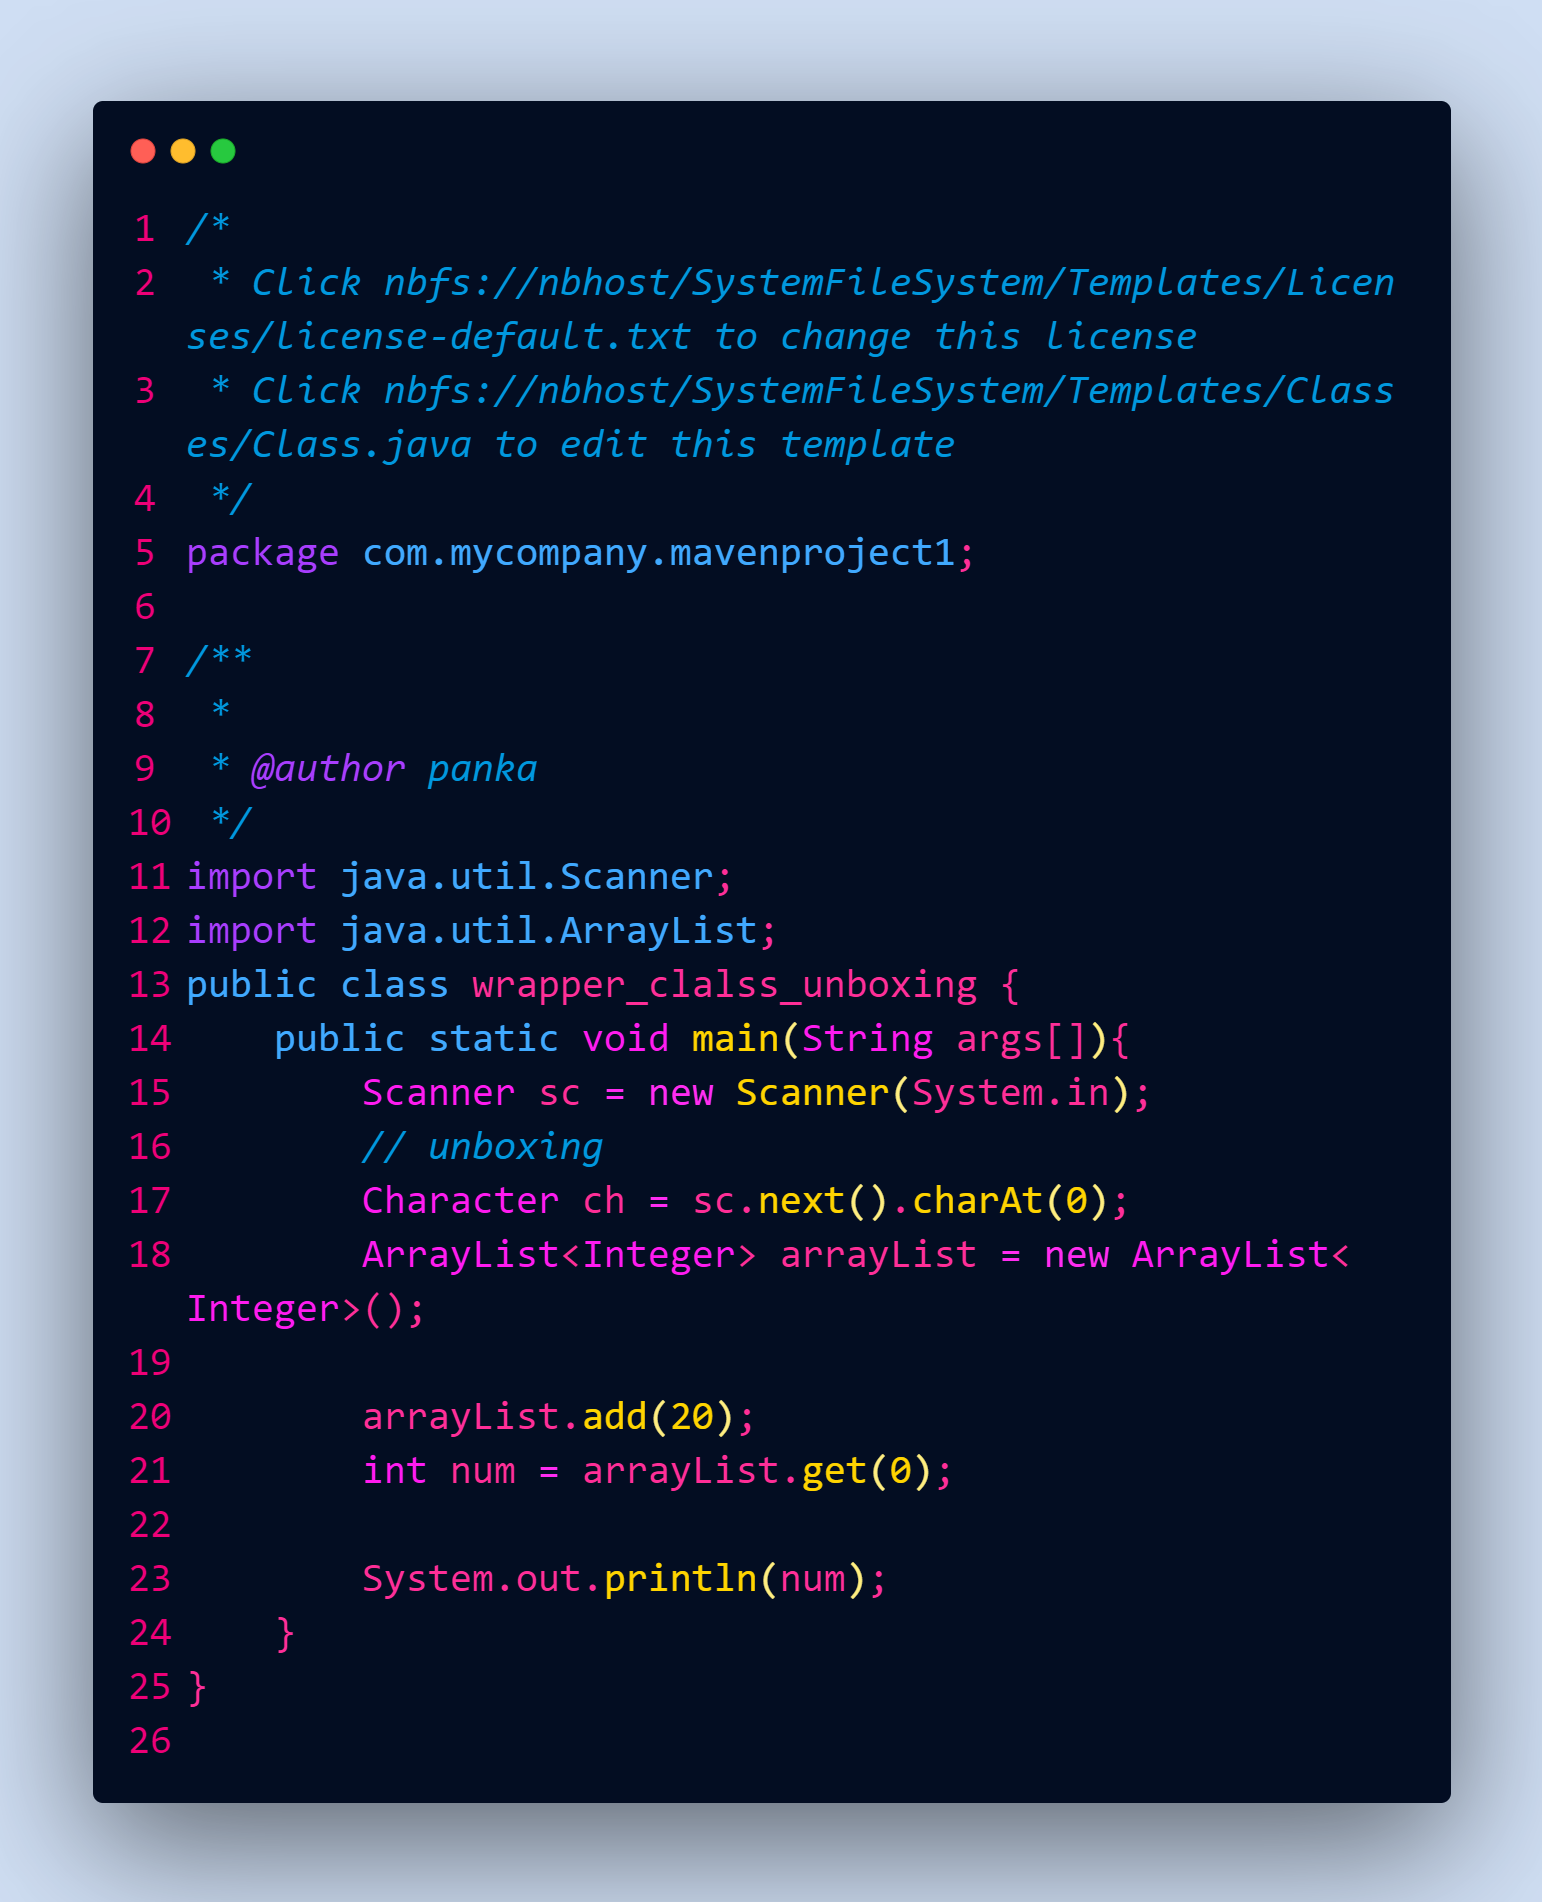 1 /*
2  * Click nbfs://nbhost/SystemFileSystem/Templates/Licen
ses/license-default.txt to change this license
3  * Click nbfs://nbhost/SystemFileSystem/Templates/Class
es/Class.java to edit this template
4  */
5 package com.mycompany.mavenproject1;
6
7 /**
8  *
9  * @author panka
10  */
11 import java.util.Scanner;
12 import java.util.ArrayList;
13 public class wrapper_clalss_unboxing {
14     public static void main(String args[]){
15         Scanner sc = new Scanner(System.in);
16         // unboxing
17         Character ch = sc.next().charAt(0);
18         ArrayList<Integer> arrayList = new ArrayList<
Integer>();
19
20         arrayList.add(20);
21         int num = arrayList.get(0);
22
23         System.out.println(num);
24     }
25 }
26